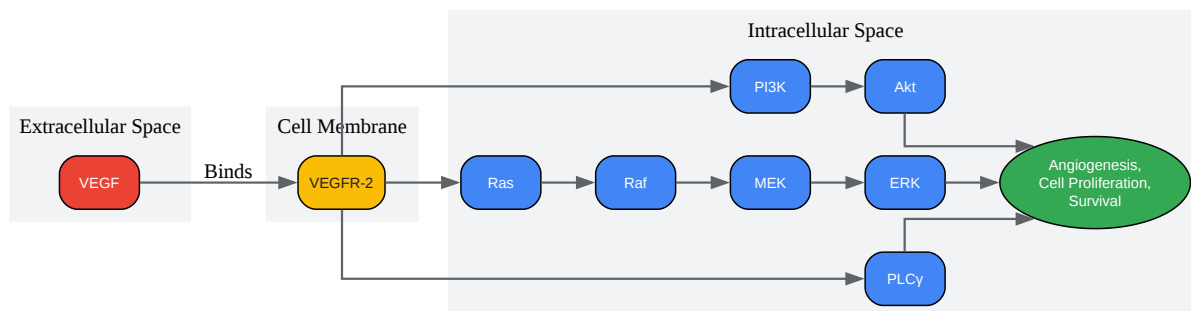 Intracellular Space
PI3K
Akt
Extracellular Space
Cell Membrane
Binds
VEGF
VEGFR-2
Ras
Raf
MEK
ERK
Angiogenesis,
Cell Proliferation,
Survival
PLCγ